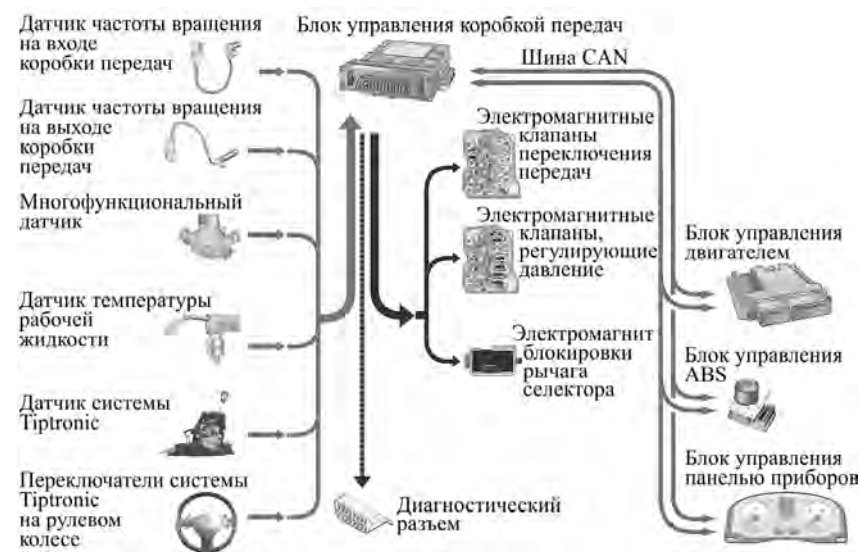 Датчик частоты вращения
на входе
коробки передач
Датчик частоты вращения
на выходе
коробки
передач
Многофункциональный
датчик
Датчик температуры
рабочей
жидкости
Датчик системы
Tiptronic
Переключатели системы
Tiptronic
на рулевом
колесе
Блок управления коробкой передач
Шина CAN
Электромагнитные
клапаны
переключения
передач
Электромагнитные
клапаны,
регулирующие
давление
Электромагнит
блокировки
рычага
селектора
Диагностический
разъем
Блок управления
двигателем
Блок управления
ABS
Блок управления
панелью приборов